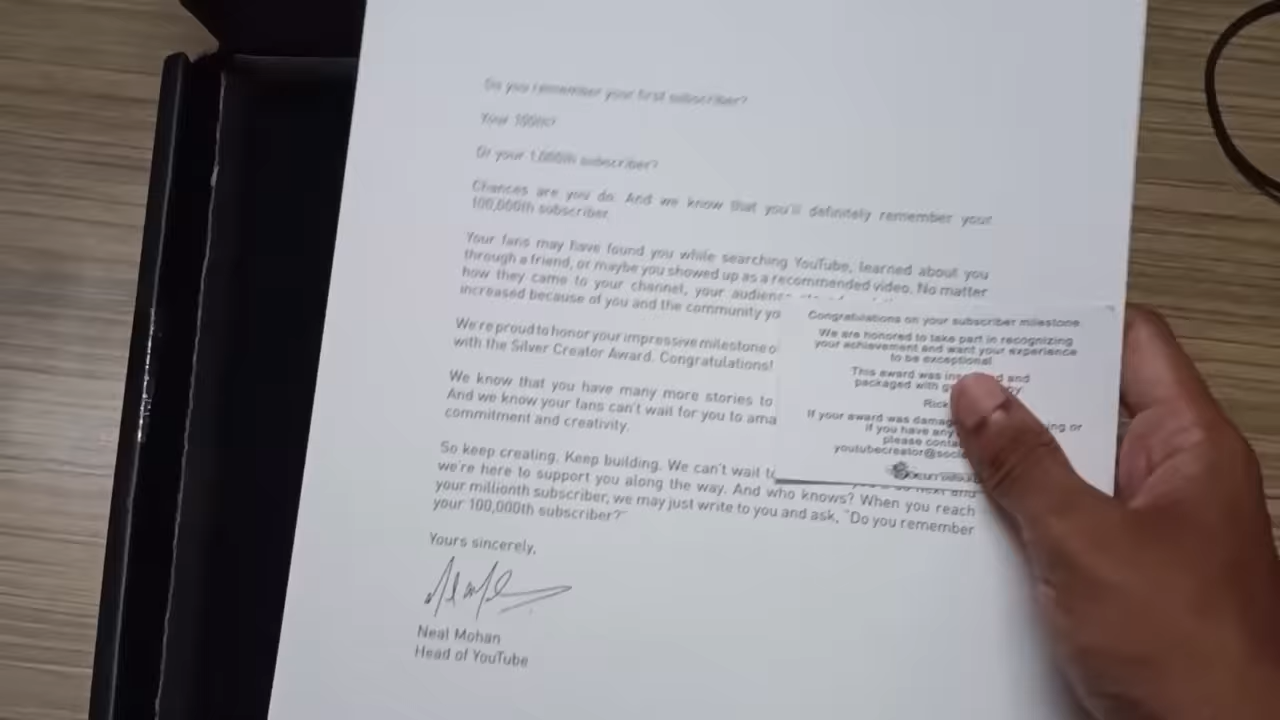 Do you remember your first subscriber?
Your 100th?
Or your 1,000th subscriber?
Chances are you do. And we know that you'll definitely remember your
100,000th subscriber.
Your fans may have found you while searching YouTube, learned about you
through a friend, or maybe you showed up as a recommended video. No matter
how they came to your channel, your audience
increased because of you and the community yo
We're proud to honor your impressive milestone o
with the Silver Creator Award. Congratulations!
We know that you have many more stories to
And we know your fans can't wait for you to ama
commitment and creativity.
So keep creating. Keep building. We can't wait to
we're here to support you along the way. And who knows? When you reach
your millionth subscriber, we may just write to you and ask, "Do you remember
your 100,000th subscriber?"
Yours sincerely,
Neal Mohan
Head of YouTube
Congratulations on your subscriber milestone.
We are honored to take part in recognizing
your achievement and want your experience
to be exceptional.
This award was and
packaged with by
Rick
If your award was damag ing or
if you have any
please conta
youtubecreator@socie